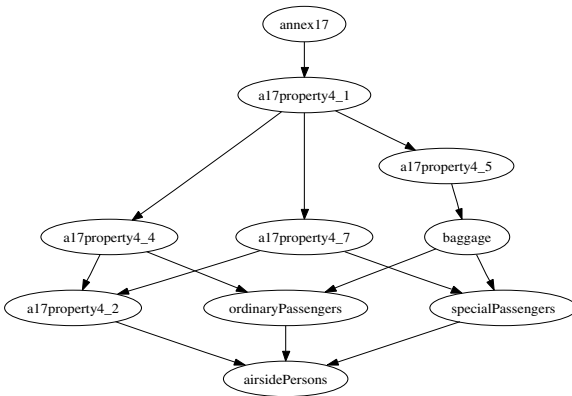 annex17
a17property4_1
a17property4_5
a17property4_4
a17property4_7
baggage
a17property4_2
ordinaryPassengers
specialPassengers
airsidePersons